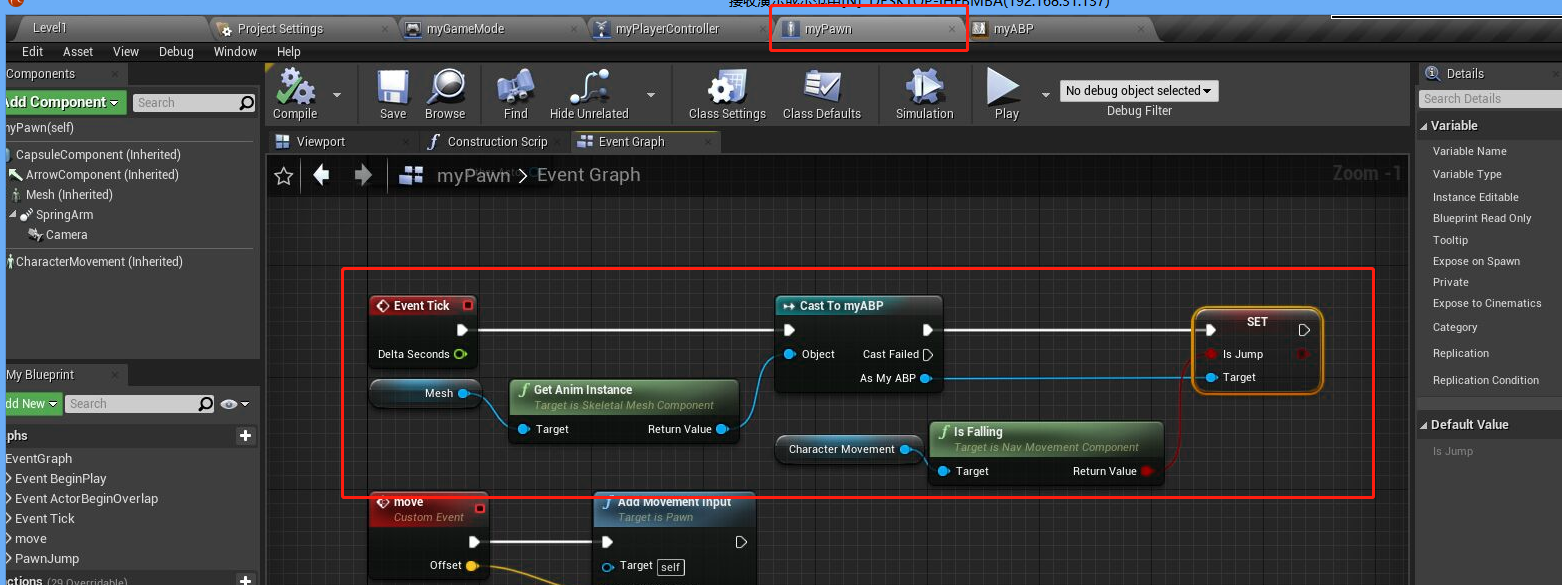 Level1
Project Settings
myGameMode
myPlayerController
myPawn
myABP
Edit Asset View Debug Window Help
Components
Add Component
Search
myPawn(self)
CapsuleComponent (Inherited)
ArrowComponent (Inherited)
Mesh (Inherited)
SpringArm
Camera
CharacterMovement (Inherited)
Compile
Save
Browse
Find
Hide Unrelated
Class Settings
Class Defaults
Simulation
Play
No debug object selected
Debug Filter
Viewport
Construction Scrip
Event Graph
myPawn > Event Graph
Zoom -1
Event Tick
Delta Seconds
Mesh
Get Anim Instance
Target is Skeletal Mesh Component
Target Return Value
Cast To myABP
Object Cast Failed
As My ABP
Character Movement
Is Falling
Target is Nav Movement Component
Target Return Value
SET
Is Jump
Target
move
Custom Event
Offset
Add Movement Input
Target is Pawn
Target self
My Blueprint
dd New
Search
phs
EventGraph
Event BeginPlay
Event ActorBeginOverlap
Event Tick
move
PawnJump
ctions (29 Overridable)
Details
Search Details
Variable
Variable Name
Variable Type
Instance Editable
Blueprint Read Only
Tooltip
Expose on Spawn
Private
Expose to Cinematics
Category
Replication
Replication Condition
Default Value
Is Jump